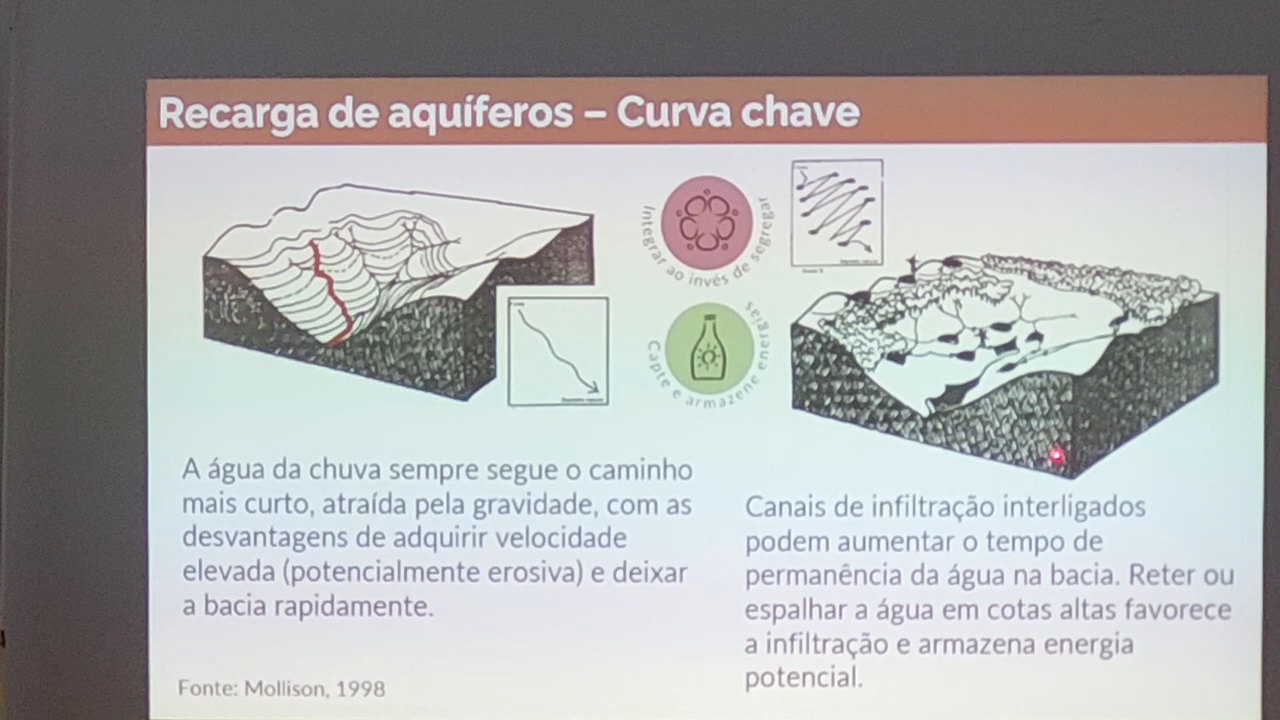 Recarga de aquíferos – Curva chave
Integrar ao invés de segregar
Capte e armazene energias
A água da chuva sempre segue o caminho
mais curto, atraída pela gravidade, com as
desvantagens de adquirir velocidade
elevada (potencialmente erosiva) e deixar
a bacia rapidamente.
Canais de infiltração interligados
podem aumentar o tempo de
permanência da água na bacia. Reter ou
espalhar a água em cotas altas favorece
a infiltração e armazena energia
potencial.
Fonte: Mollison, 1998